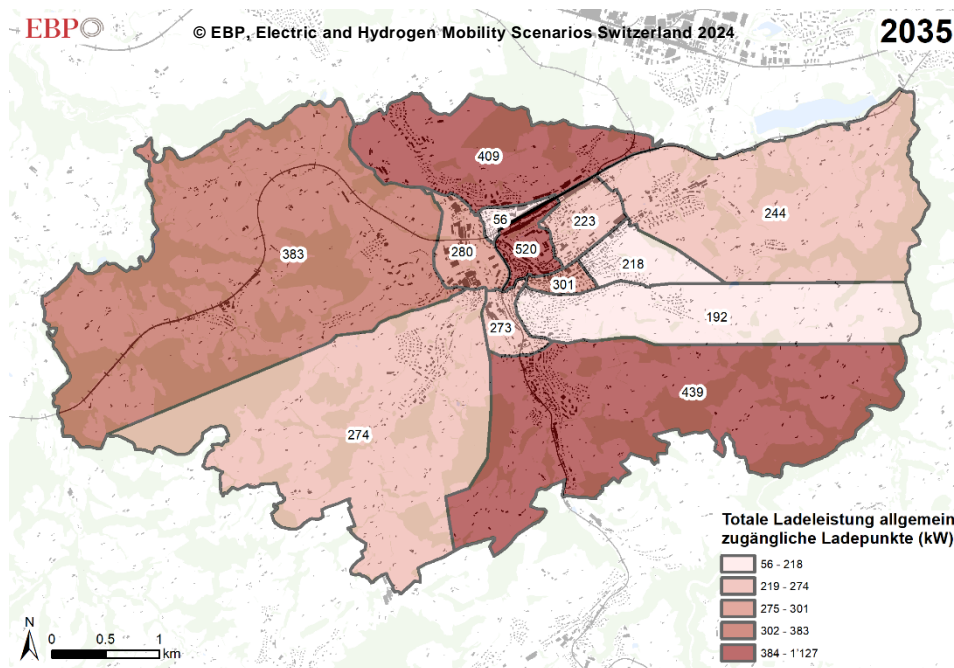 EBP
© EBP, Electric and Hydrogen Mobility Scenarios Switzerland 2024
2035
409
56
223
244
520
280
383
218
301
192
273
439
274
Totale Ladeleistung allgemein
zugängliche Ladepunkte (kW)
56 - 218
219 - 274
275 - 301
302 - 383
384 - 1'127
N
0 0.5 1
km